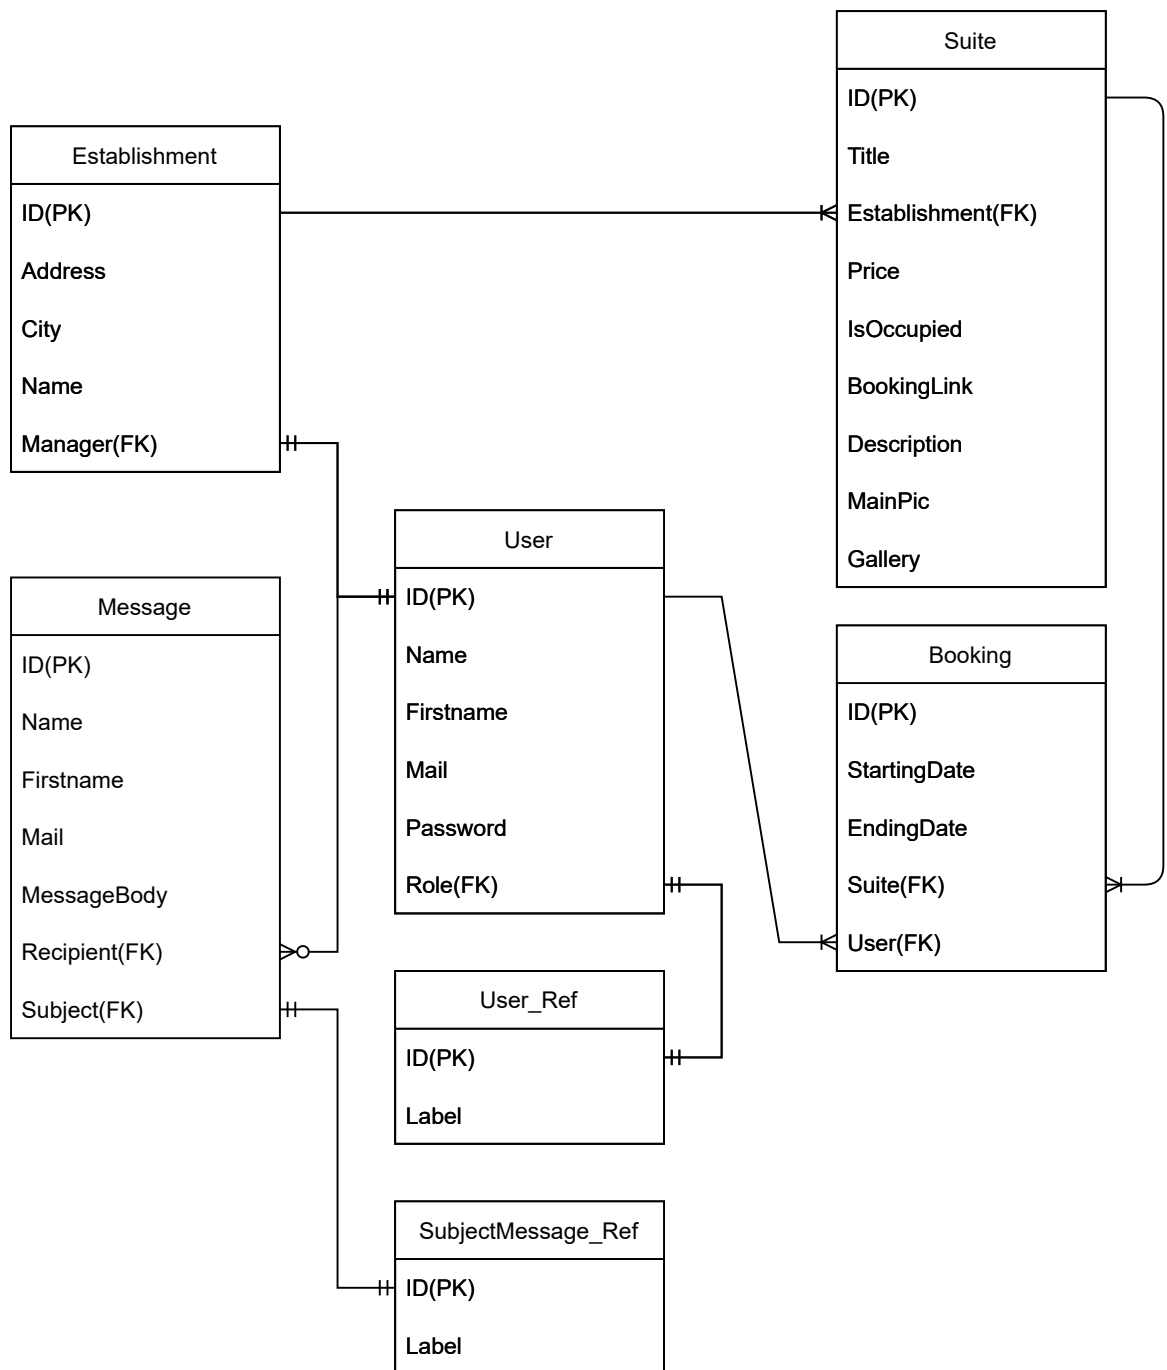 Suite
ID(PK)
Title
Establishment(FK)
Price
IsOccupied
BookingLink
Description
MainPic
Gallery
Establishment
ID(PK)
Address
City
Name
Manager(FK)
User
ID(PK)
Name
Firstname
Mail
Password
Role(FK)
Message
ID(PK)
Name
Firstname
Mail
MessageBody
Recipient(FK)
Subject(FK)
Booking
ID(PK)
StartingDate
EndingDate
Suite(FK)
User(FK)
User_Ref
ID(PK)
Label
SubjectMessage_Ref
ID(PK)
Label